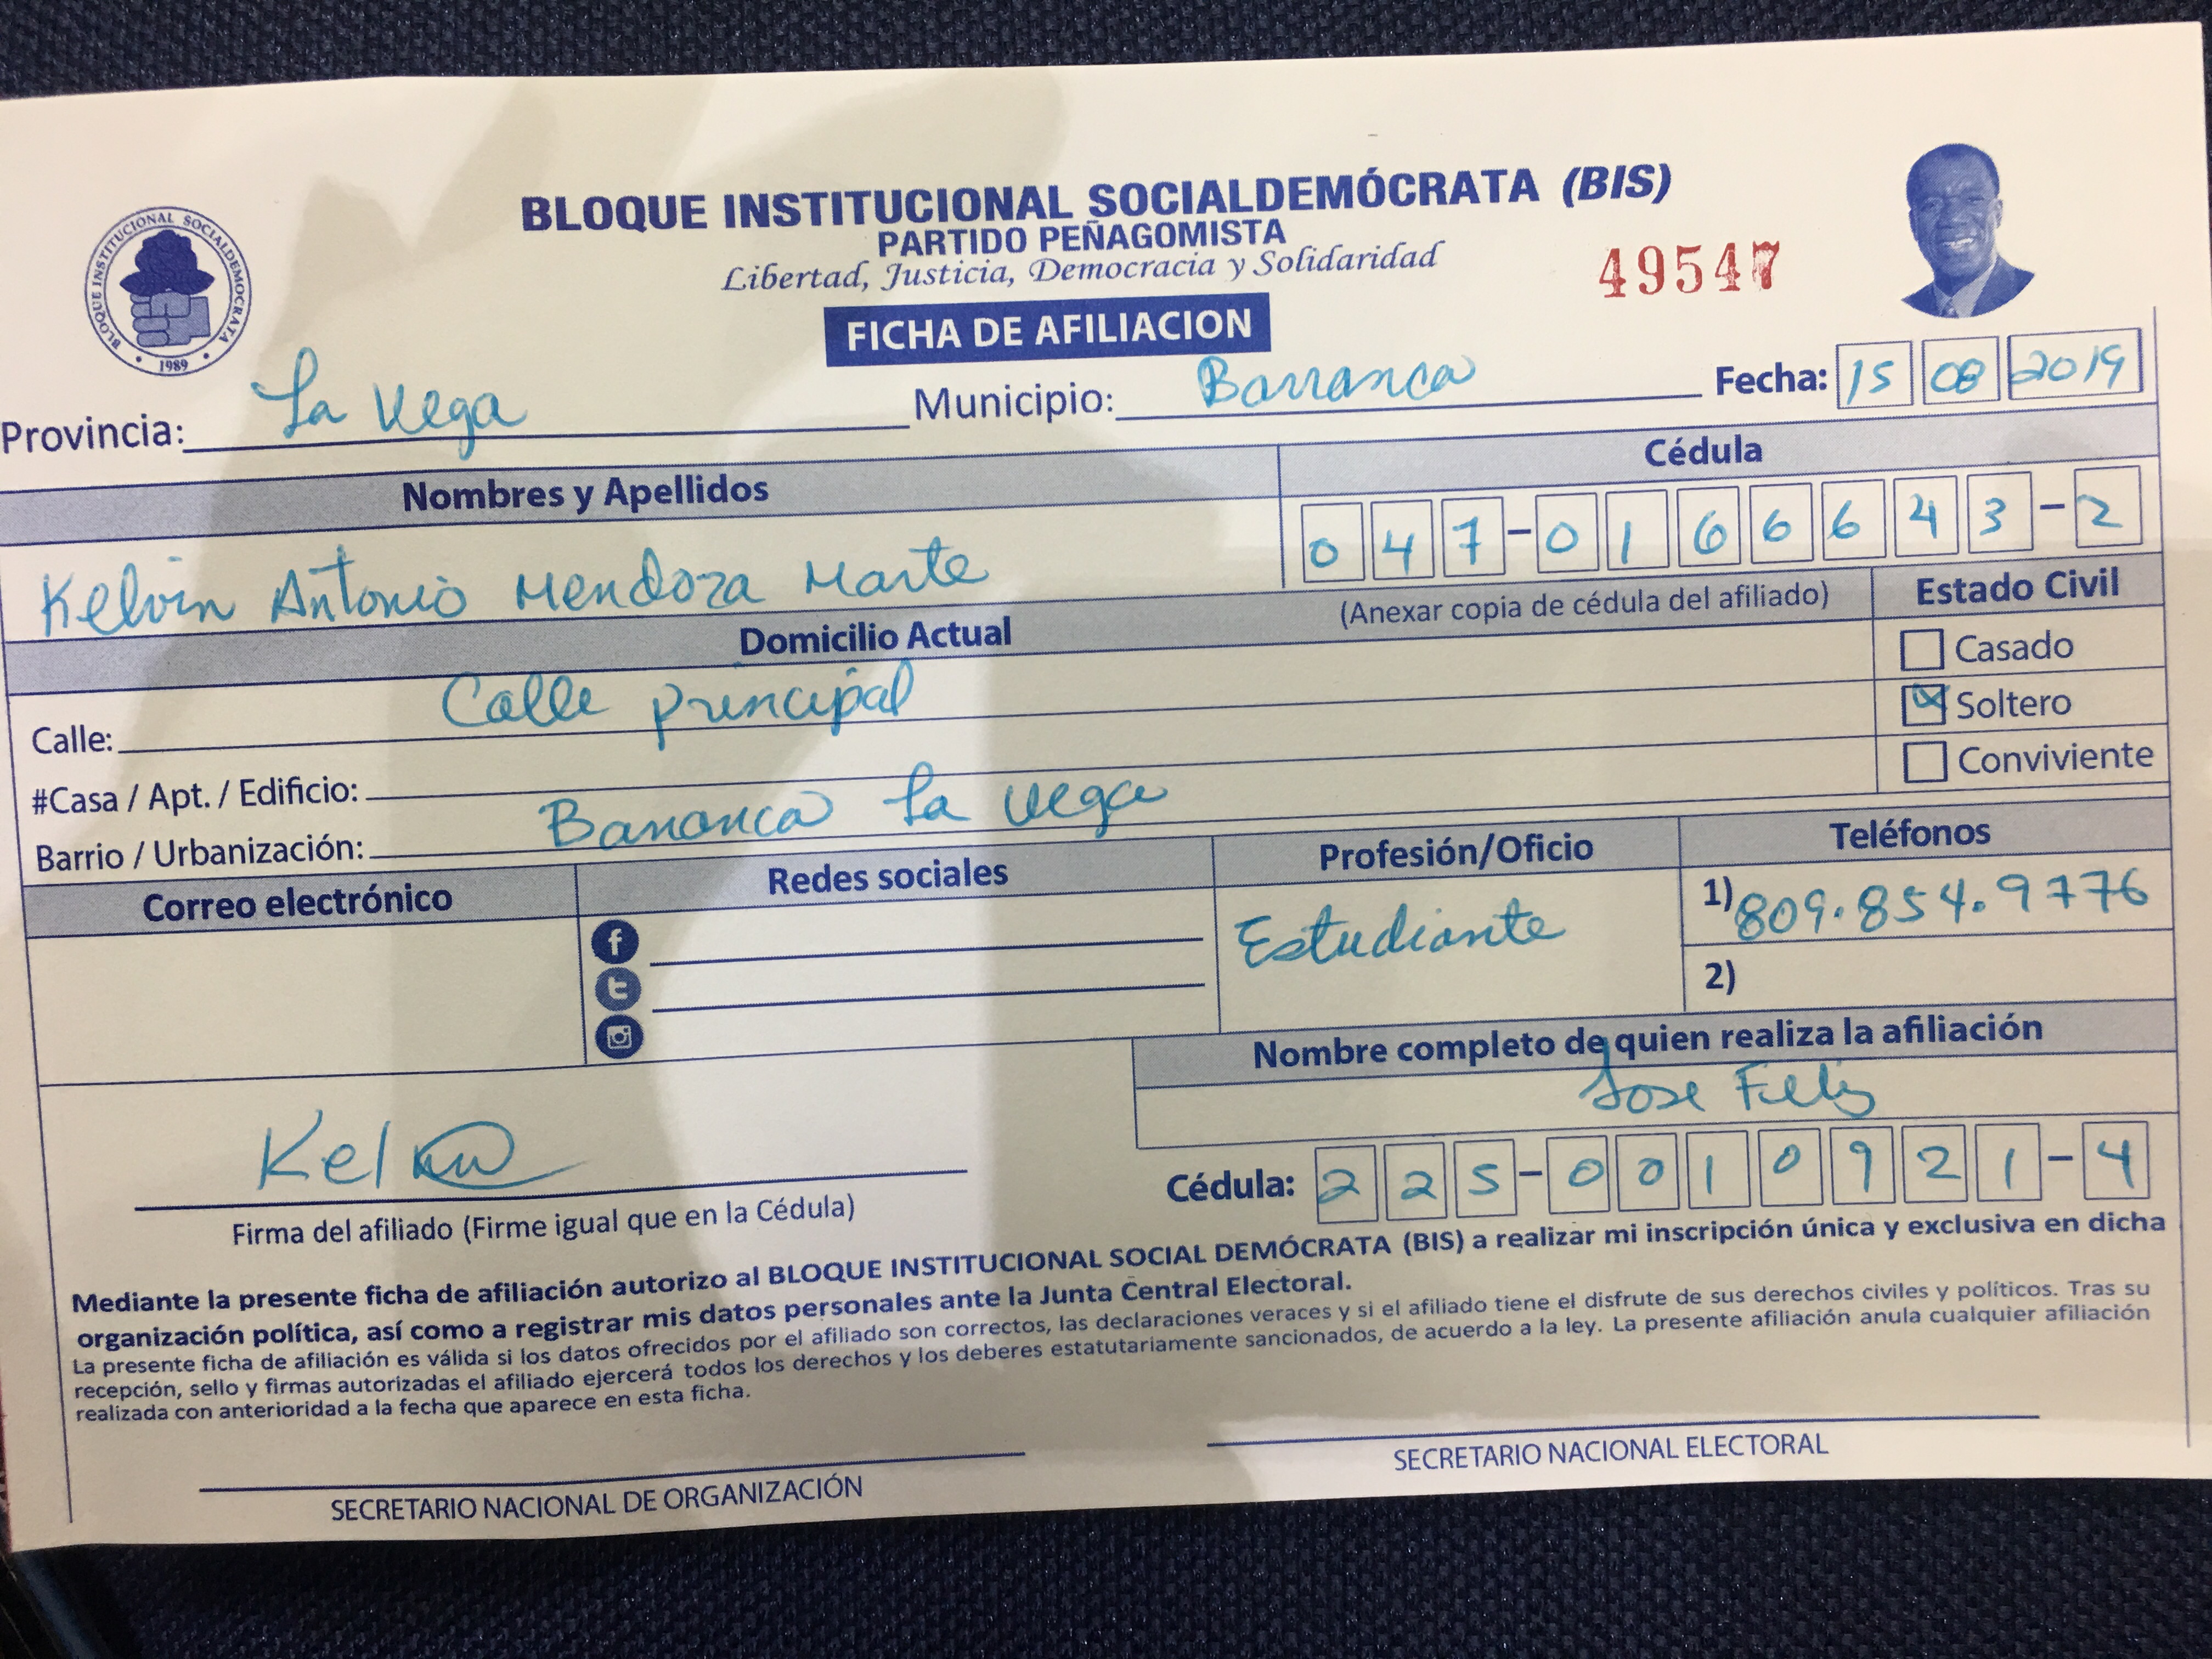 BLOQUE INSTITUCIONAL SOCIALDEMÓCRATA (BIS)
PARTIDO PEÑAGOMISTA
Libertad, Justicia, Democracia y Solidaridad
49547
BLOQUE INSTITUCIONAL SOCIALDEMOCRATA
1989
FICHA DE AFILIACION
Provincia: La Vega Municipio: Barranca Fecha: 15 08 2019
Nombres y Apellidos Cédula
Kelvin Antonio Mendoza Marte 047-0166643-2
Domicilio Actual (Anexar copia de cédula del afiliado) Estado Civil
Casado
Calle: Calle principal Soltero
#Casa / Apt. / Edificio: Conviviente
Barrio / Urbanización: Barranca La Vega
Correo electrónico Redes sociales Profesión/Oficio Teléfonos
Estudiante 1) 809.854.9776
2)
Nombre completo de quien realiza la afiliación
Jose Feliz
Kelvin
Cédula: 225-0010921-4
Firma del afiliado (Firme igual que en la Cédula)
Mediante la presente ficha de afiliación autorizo al BLOQUE INSTITUCIONAL SOCIAL DEMÓCRATA (BIS) a realizar mi inscripción única y exclusiva en dicha
organización política, así como a registrar mis datos personales ante la Junta Central Electoral.
La presente ficha de afiliación es válida si los datos ofrecidos por el afiliado son correctos, las declaraciones veraces y si el afiliado tiene el disfrute de sus derechos civiles y políticos. Tras su
recepción, sello y firmas autorizadas el afiliado ejercerá todos los derechos y los deberes estatutariamente sancionados, de acuerdo a la ley. La presente afiliación anula cualquier afiliación
realizada con anterioridad a la fecha que aparece en esta ficha.
SECRETARIO NACIONAL DE ORGANIZACIÓN SECRETARIO NACIONAL ELECTORAL